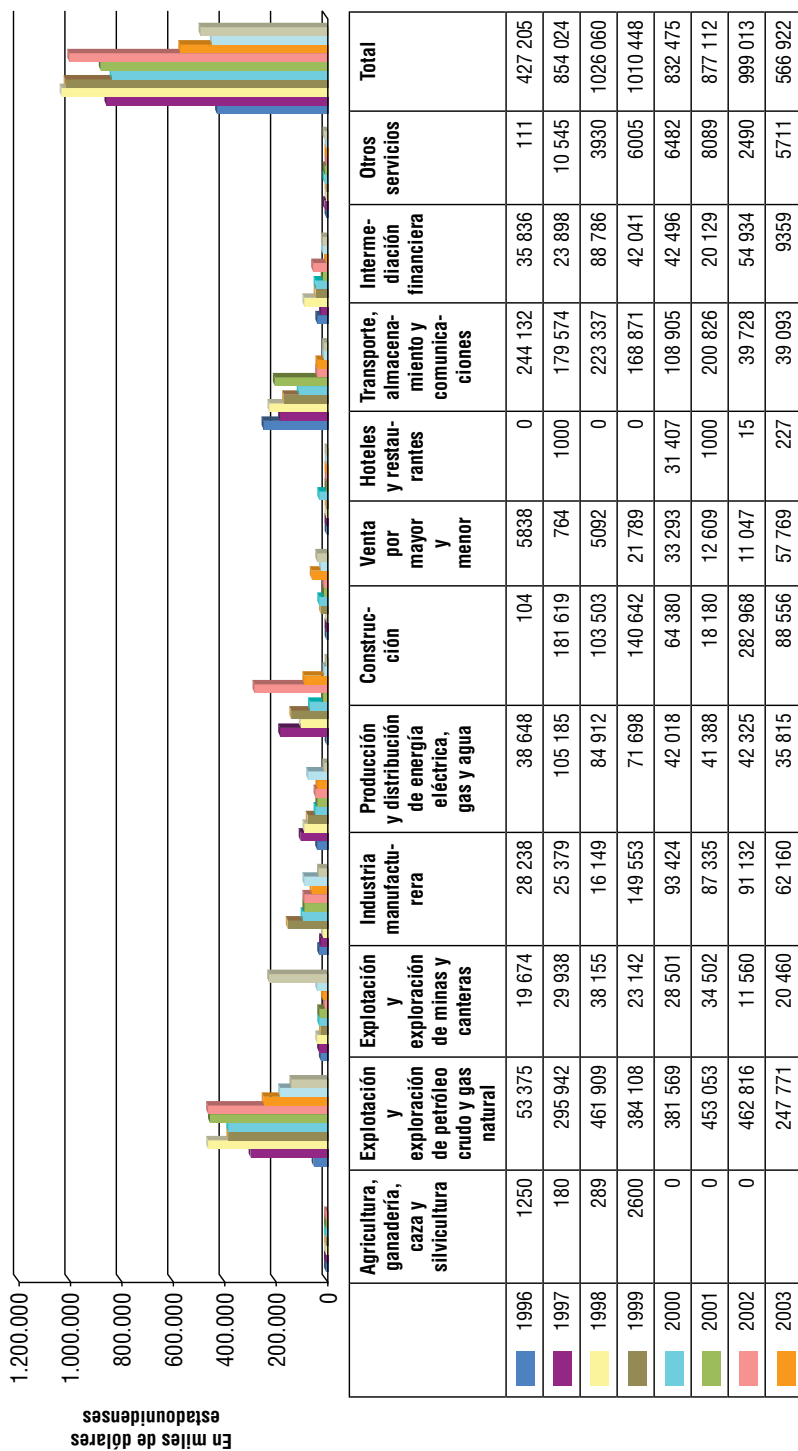 En miles de dólares
estadounidenses
1.200.000
1.000.000
800.000
600.000
400.000
200.000
0
Agricultura,
ganadería,
caza y
silvicultura
Explotación
y
exploración
de petróleo
crudo y gas
natural
Explotación
y
exploración
de minas y
canteras
Industria
manufactu-
rera
Producción
y distribución
de energía
eléctrica,
gas y agua
Construc-
ción
Venta
por
mayor
y
menor
Hoteles
y restau-
rantes
Transporte,
almacena-
miento y
comunica-
ciones
Interme-
diación
financiera
Otros
servicios
Total
1996 1250 53 375 19 674 28 238 38 648 104 5838 0 244 132 35 836 111 427 205
1997 180 295 942 29 938 25 379 105 185 181 619 764 1000 179 574 23 898 10 545 854 024
1998 289 461 909 38 155 16 149 84 912 103 503 5092 0 223 337 88 786 3930 1026 060
1999 2600 384 108 23 142 149 553 71 698 140 642 21 789 0 168 871 42 041 6005 1010 448
2000 0 381 569 28 501 93 424 42 018 64 380 33 293 31 407 108 905 42 496 6482 832 475
2001 0 453 053 34 502 87 335 41 388 18 180 12 609 1000 200 826 20 129 8089 877 112
2002 0 462 816 11 560 91 132 42 325 282 968 11 047 15 39 728 54 934 2490 999 013
2003 247 771 20 460 62 160 35 815 88 556 57 769 227 39 093 9359 5711 566 922